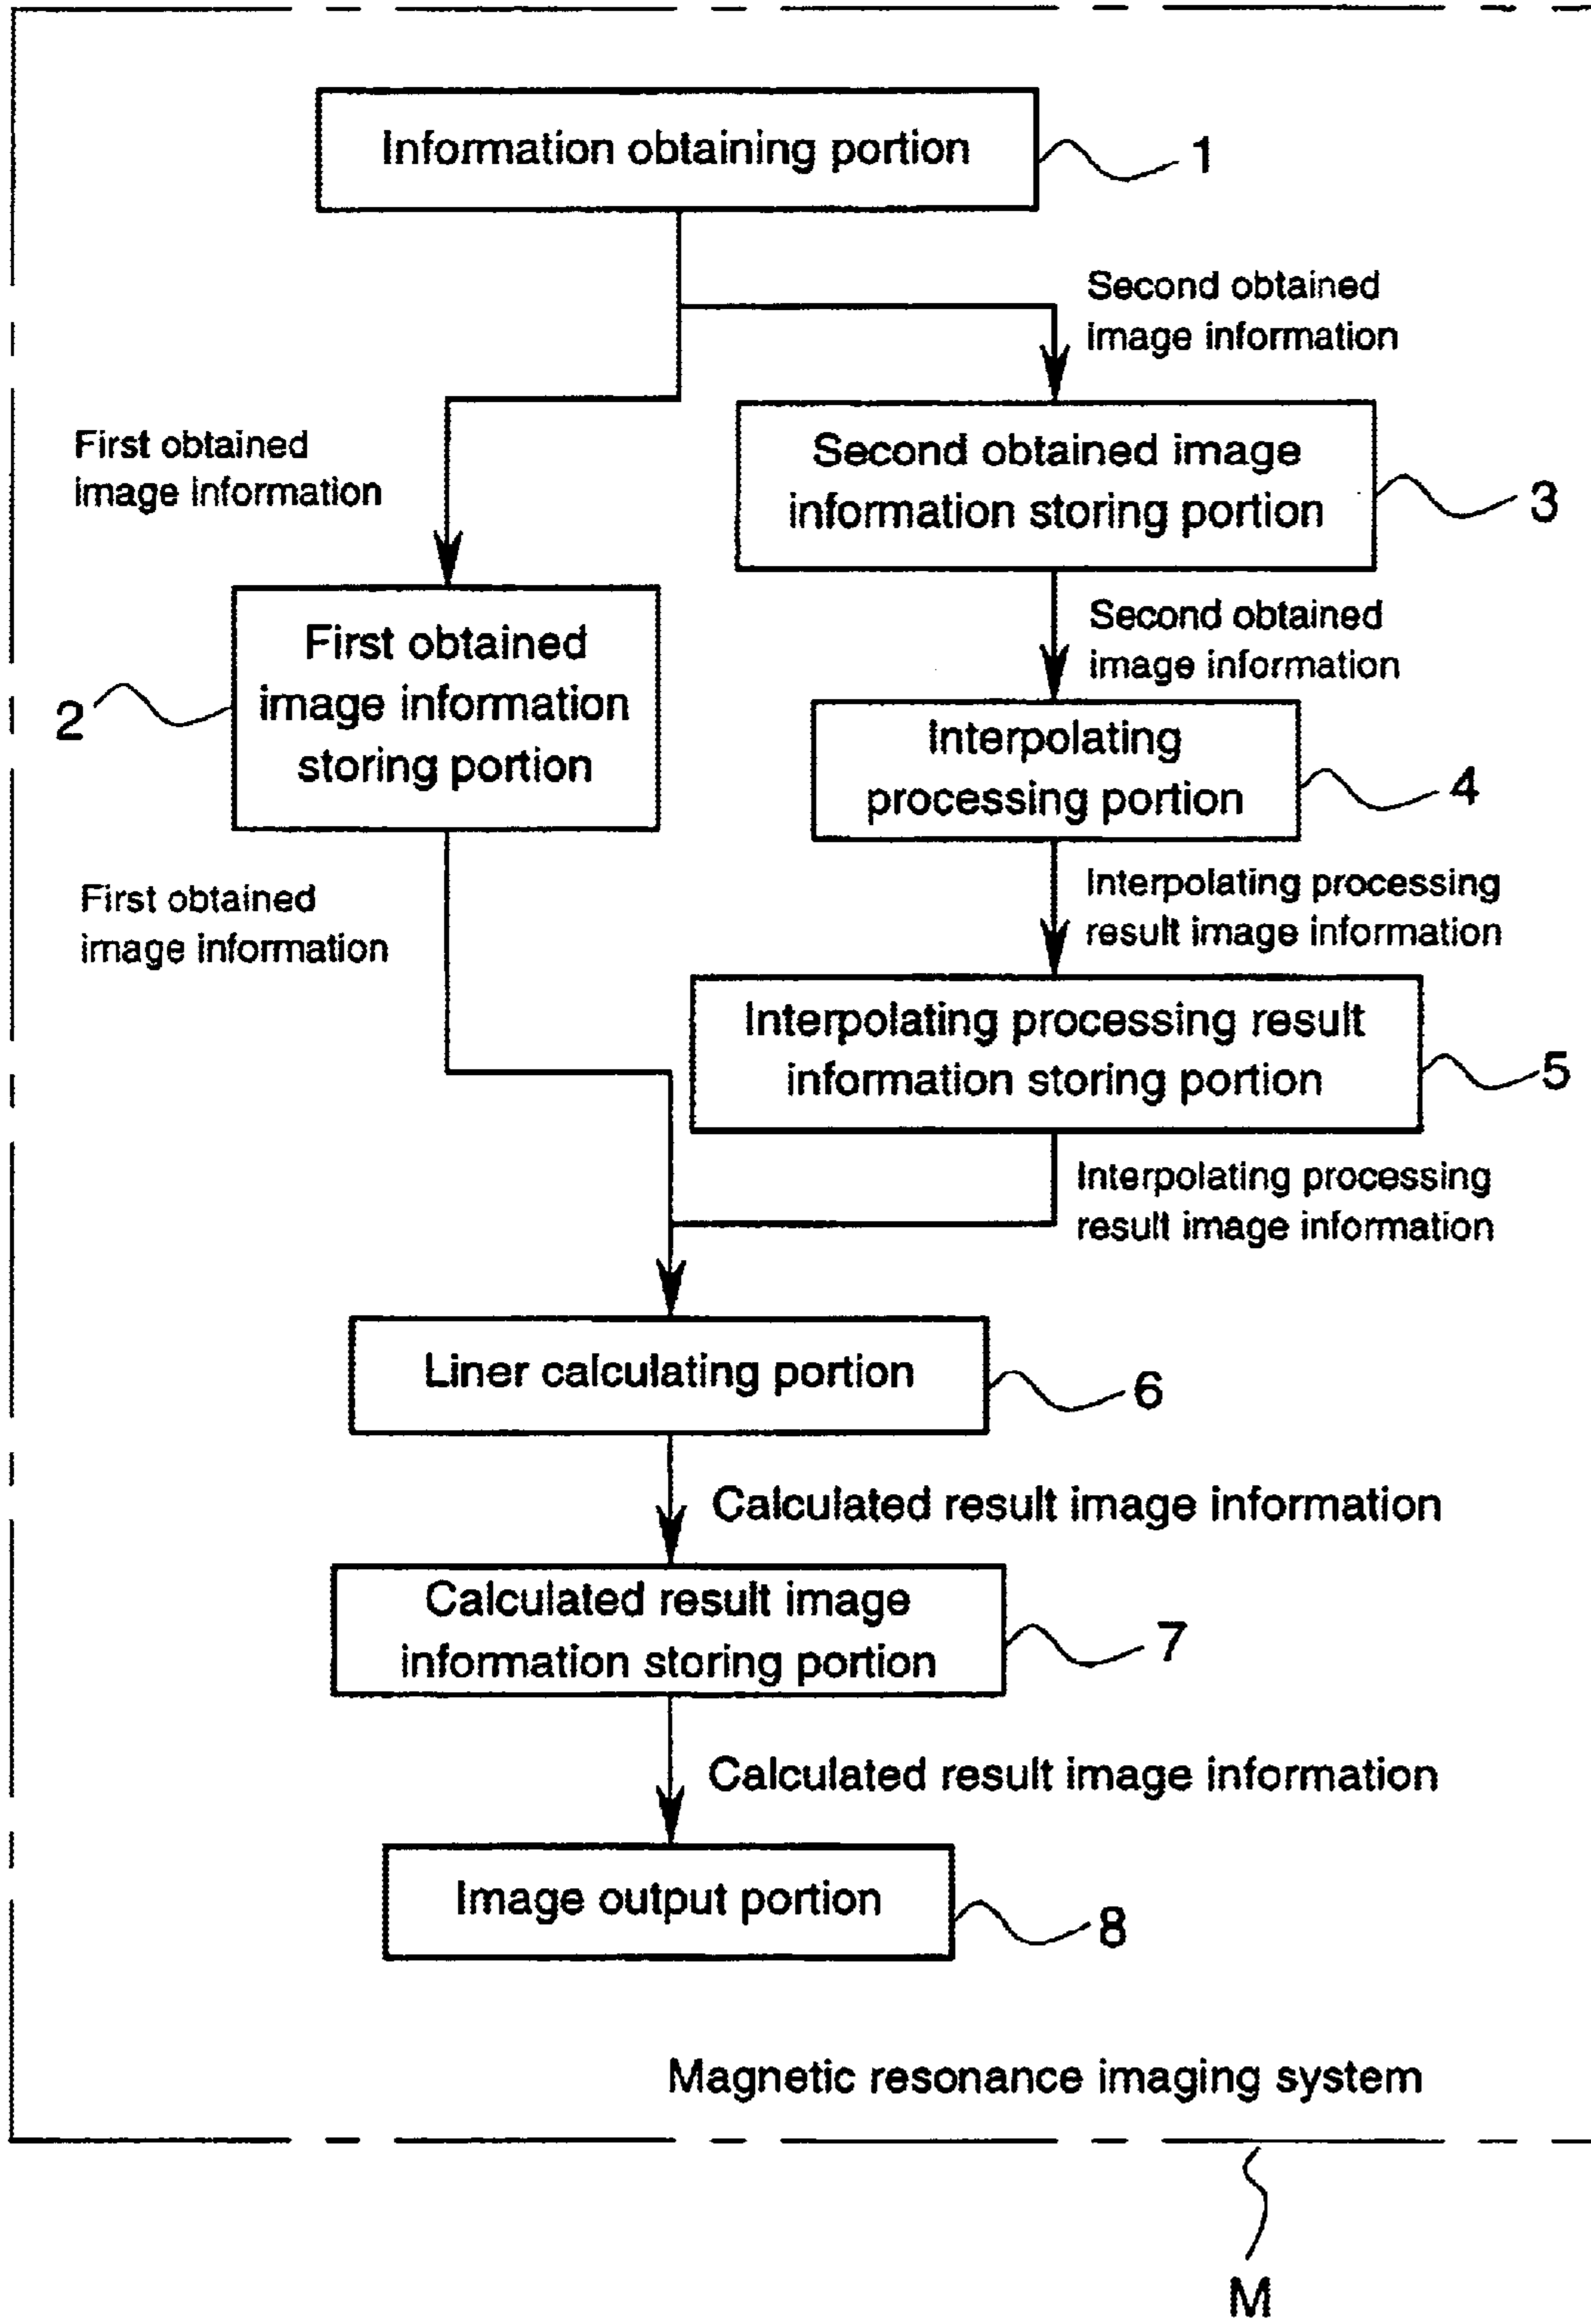 Information obtaining portion
1
Second obtained
image information
First obtained
image information
Second obtained image
information storing portion
3
First obtained
image information
storing portion
2
Second obtained
image information
Interpolating
processing portion
4
Interpolating processing
result image information
First obtained
image information
Interpolating processing result
information storing portion
5
Interpolating processing
result image information
Liner calculating portion
6
Calculated result image information
Calculated result image
information storing portion
7
Calculated result image information
Image output portion
8
Magnetic resonance imaging system
M